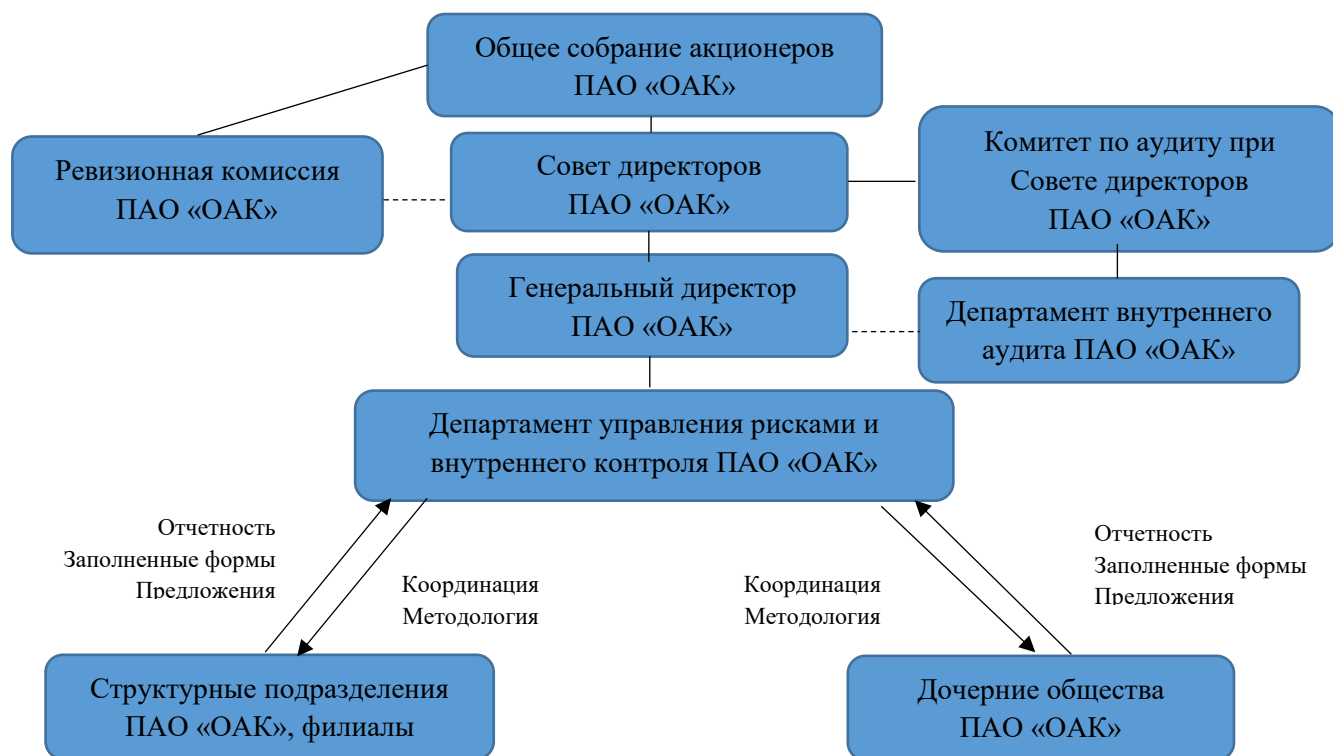 Общее собрание акционеров
ПАО «ОАК»
Ревизионная комиссия
ПАО «ОАК»
Совет директоров
ПАО «ОАК»
Комитет по аудиту при
Совете директоров
ПАО «ОАК»
Генеральный директор
ПАО «ОАК»
Департамент внутреннего
аудита ПАО «ОАК»
Департамент управления рисками и
внутреннего контроля ПАО «ОАК»
Отчетность
Заполненные формы
Предложения
Координация
Методология
Координация
Методология
Отчетность
Заполненные формы
Предложения
Структурные подразделения
ПАО «ОАК», филиалы
Дочерние общества
ПАО «ОАК»